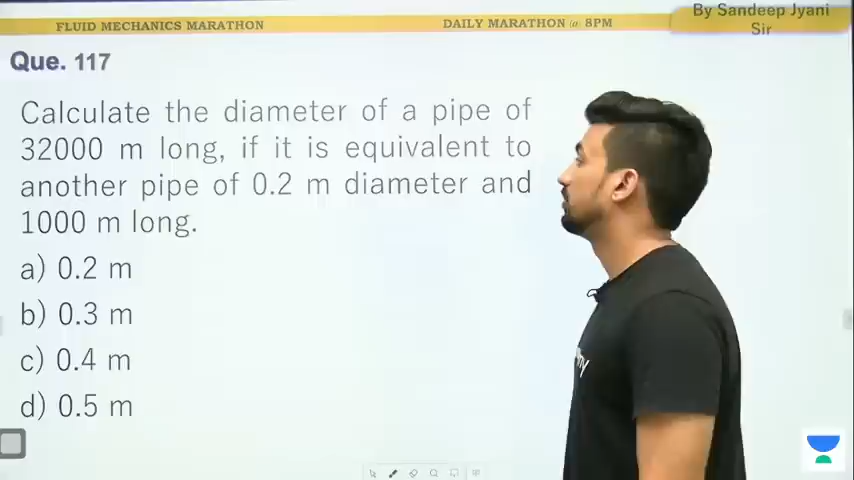 FLUID MECHANICS MARATHON
DAILY MARATHON @ 8PM
By Sandeep Jyani
Sir
Que. 117
Calculate the diameter of a pipe of
32000 m long, if it is equivalent to
another pipe of 0.2 m diameter and
1000 m long.
a) 0.2 m
b) 0.3 m
c) 0.4 m
d) 0.5 m